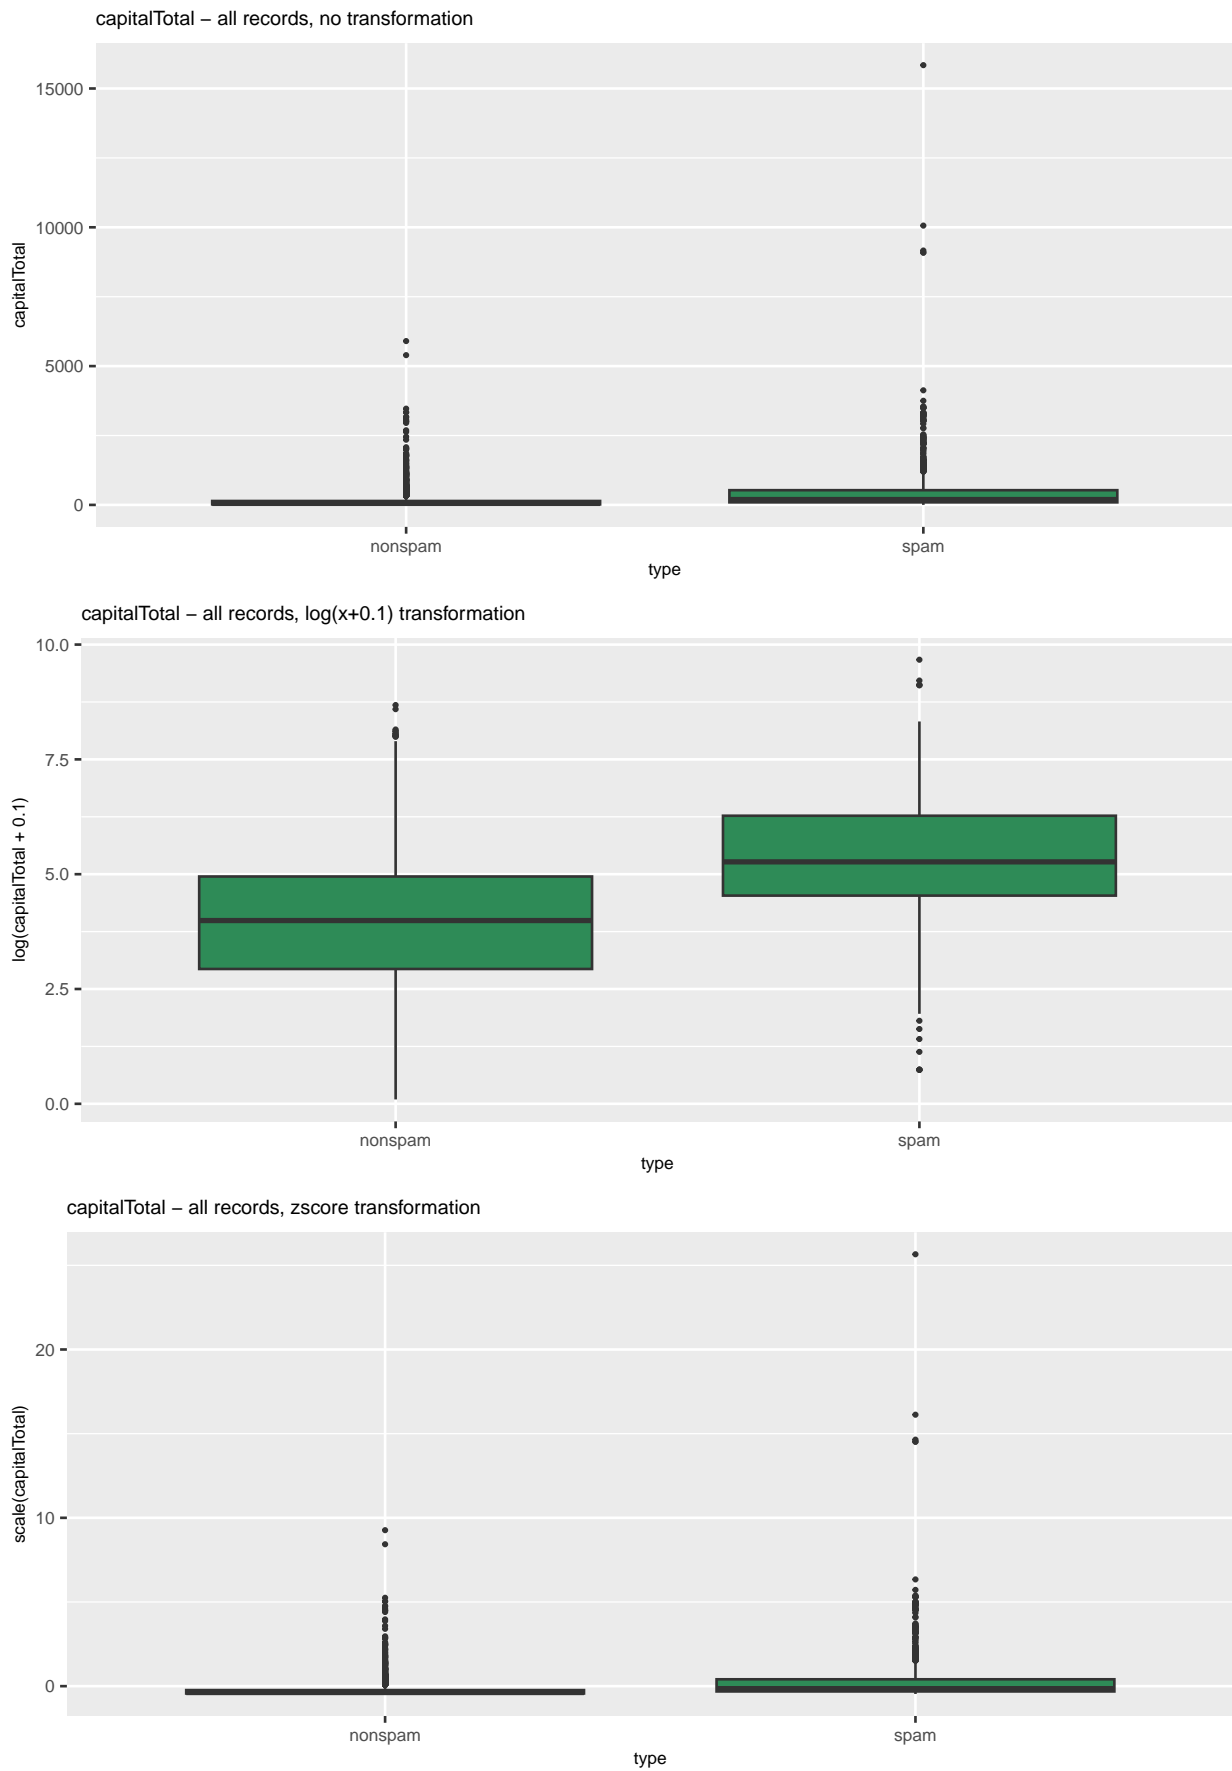 capitalTotal – all records, no transformation
15000
10000
5000
0
capitalTotal
nonspam
spam
type
capitalTotal – all records, log(x+0.1) transformation
10.0
7.5
5.0
2.5
0.0
log(capitalTotal + 0.1)
nonspam
spam
type
capitalTotal – all records, zscore transformation
20
10
0
scale(capitalTotal)
nonspam
spam
type